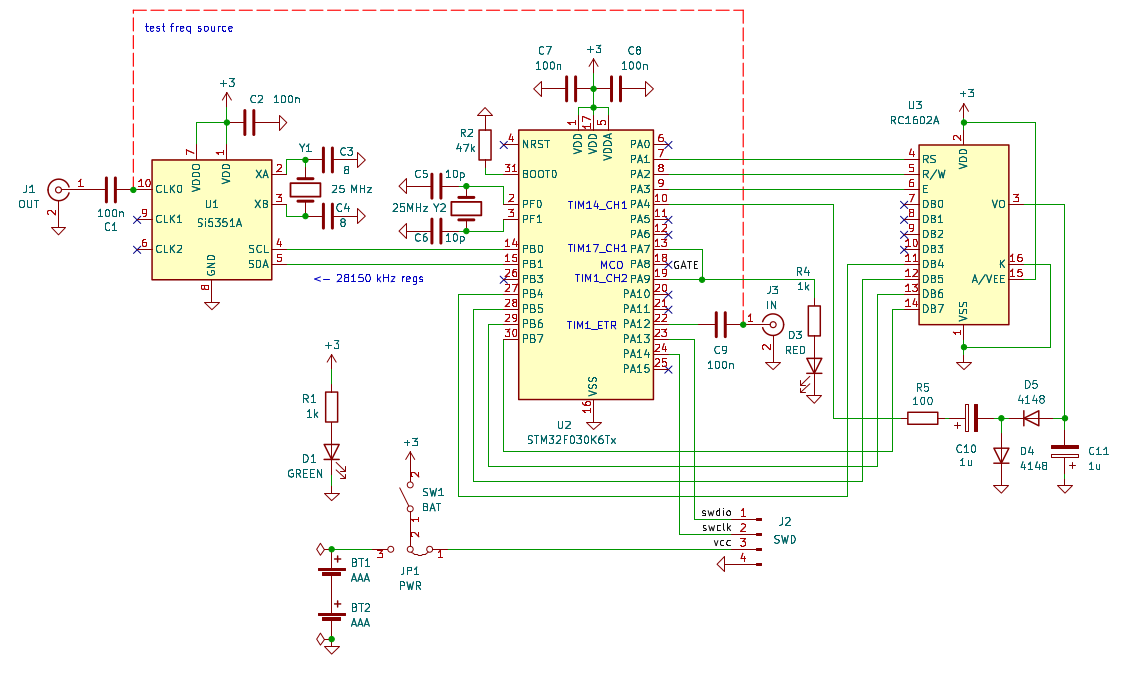 test freq source
C7
100n
+3
C8
100n
+3
C2 100n
+3
U3
RC1602A
R2
47k
4 NRST
1
17
5
VDD
VDD
VDDA
PA0 6
PA1 7
PA2 8
PA3 9
PA4 10
PA5 11
PA6 12
PA7 13
PA8 18
PA9 19
PA10 20
PA11 21
PA12 22
PA13 23
PA14 24
PA15 25
31 BOOT0
2 PF0
3 PF1
14 PB0
15 PB1
26 PB3
27 PB4
28 PB5
29 PB6
30 PB7
TIM14_CH1
TIM17_CH1
MCO
TIM1_CH2
TIM1_ETR
GATE
VSS
16
U2
STM32F030K6Tx
7
1
VDDO
VDD
10 CLK0
9 CLK1
6 CLK2
U1
Si5351A
XA 2
XB 3
SCL 4
SDA 5
GND
8
Y1
25 MHz
C3
8
C4
8
J1
OUT
1
2
100n
C1
C5 10p
25MHz Y2
C6 10p
<- 28150 kHz regs
2
VDD
4 RS
5 R/W
6 E
7 DB0
8 DB1
9 DB2
10 DB3
11 DB4
12 DB5
13 DB6
14 DB7
VO 3
K 16
A/VEE 15
VSS
1
R4
1k
J3
IN
1
2
C9
100n
D3
RED
R5
100
D5
4148
C10
1u
+
D4
4148
C11
1u
+
+3
R1
1k
D1
GREEN
+3
2
SW1
BAT
1
2
3
1
JP1
PWR
+
BT1
AAA
+
BT2
AAA
swdio 1
swclk 2
vcc 3
4
J2
SWD